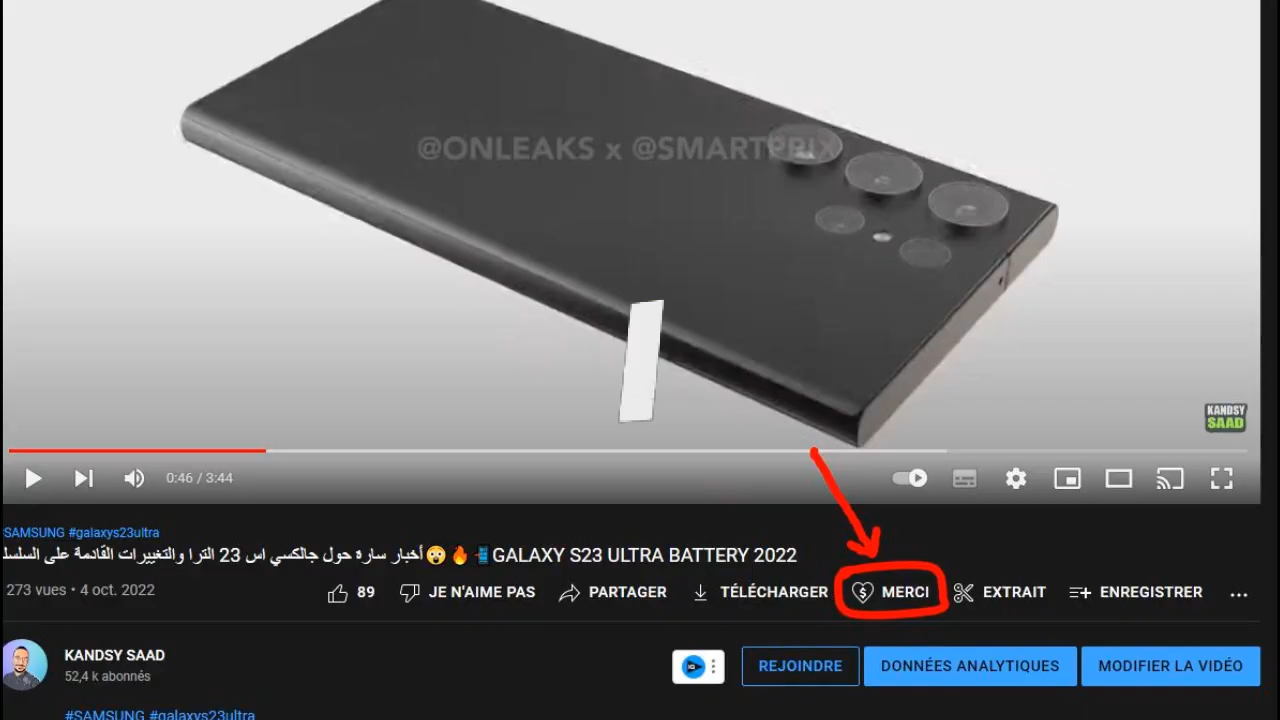 @ONLEAKS x @SMARTPRIX
KANDSY
SAAD
0:46 / 3:44
#SAMSUNG #galaxys23ultra
أخبار سارة حول جالكسي اس 23 الترا والتغييرات القادمة على السلسل😲🔥📲GALAXY S23 ULTRA BATTERY 2022
273 vues • 4 oct. 2022
89 JE N'AIME PAS PARTAGER TÉLÉCHARGER MERCI EXTRAIT ENREGISTRER ...
KANDSY SAAD
52,4 k abonnés
REJOINDRE DONNÉES ANALYTIQUES MODIFIER LA VIDÉO
#SAMSUNG #galaxys23ultra